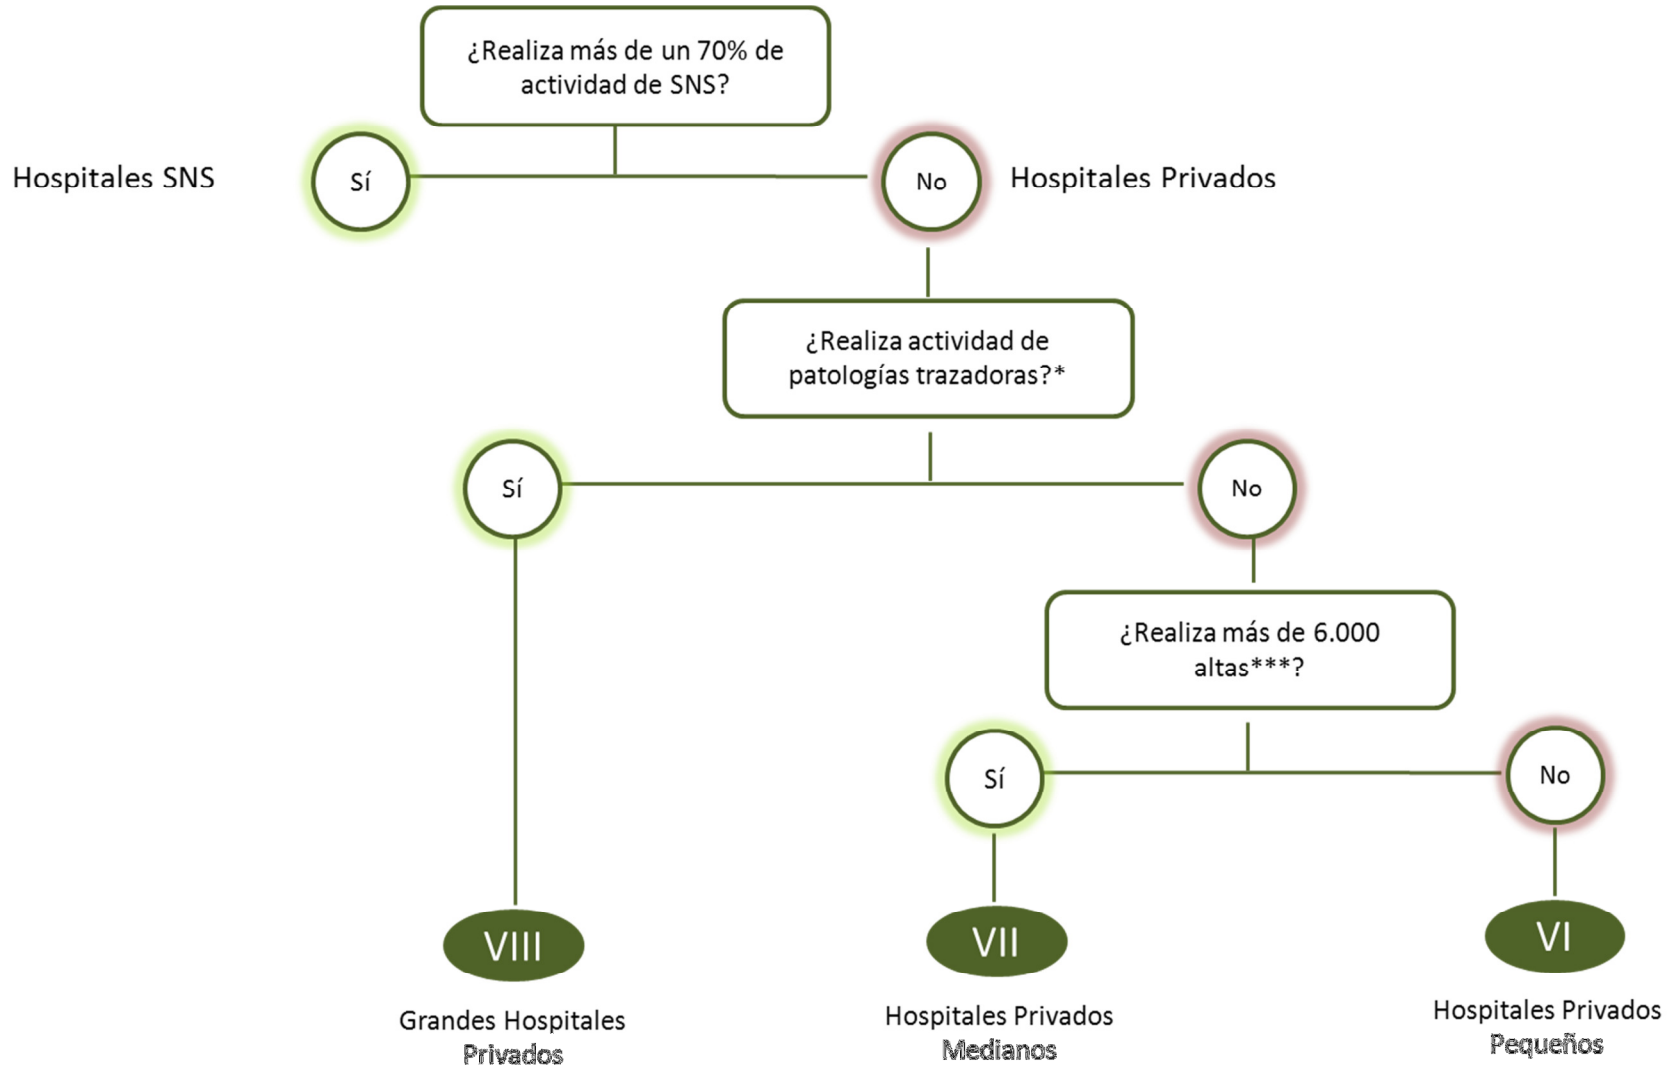 ¿Realiza más de un 70% de
actividad de SNS?
Hospitales SNS
Sí
No
Hospitales Privados
¿Realiza actividad de
patologías trazadoras?*
Sí
No
¿Realiza más de 6.000
altas***?
Sí
No
VIII
VII
VI
Grandes Hospitales
Privados
Hospitales Privados
Medianos
Hospitales Privados
Pequeños